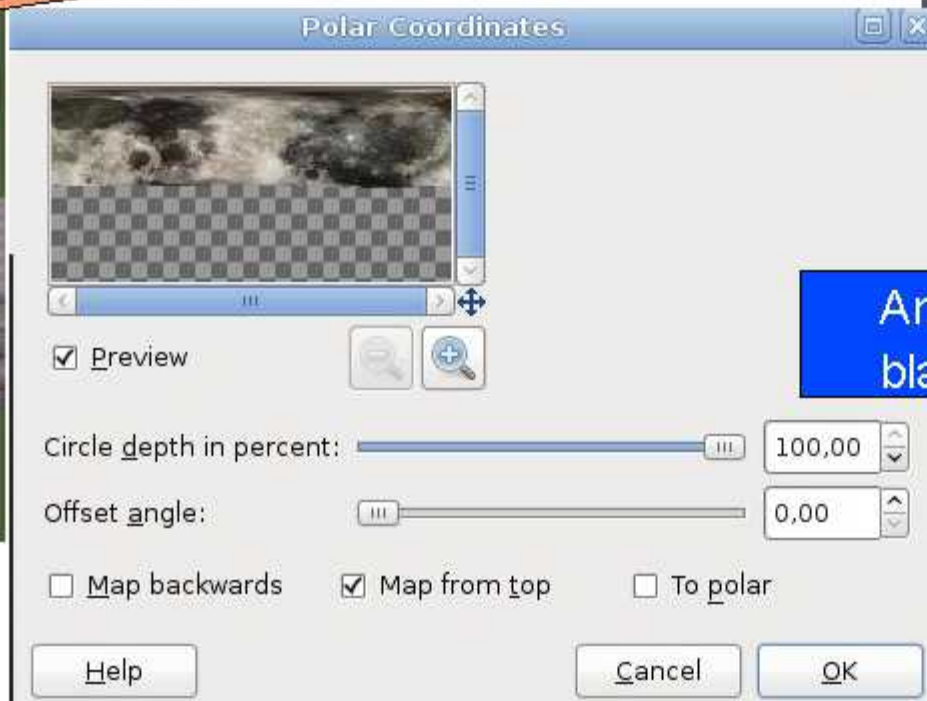 Polar Coordinates
Preview
Circle depth in percent: 100,00
Offset angle: 0,00
Map backwards Map from top To polar
Help Cancel OK